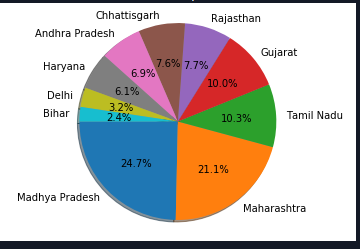 Chhattisgarh
Rajasthan
Andhra Pradesh
Gujarat
7.6%
7.7%
6.9%
Haryana
10.0%
6.1%
Delhi
3.2%
Bihar
2.4%
10.3%
Tamil Nadu
24.7%
21.1%
Madhya Pradesh
Maharashtra